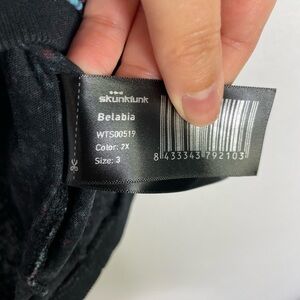 skunkfunk
Belabia
WTS00519
Color: 2X
Size: 3
8 433343 792103